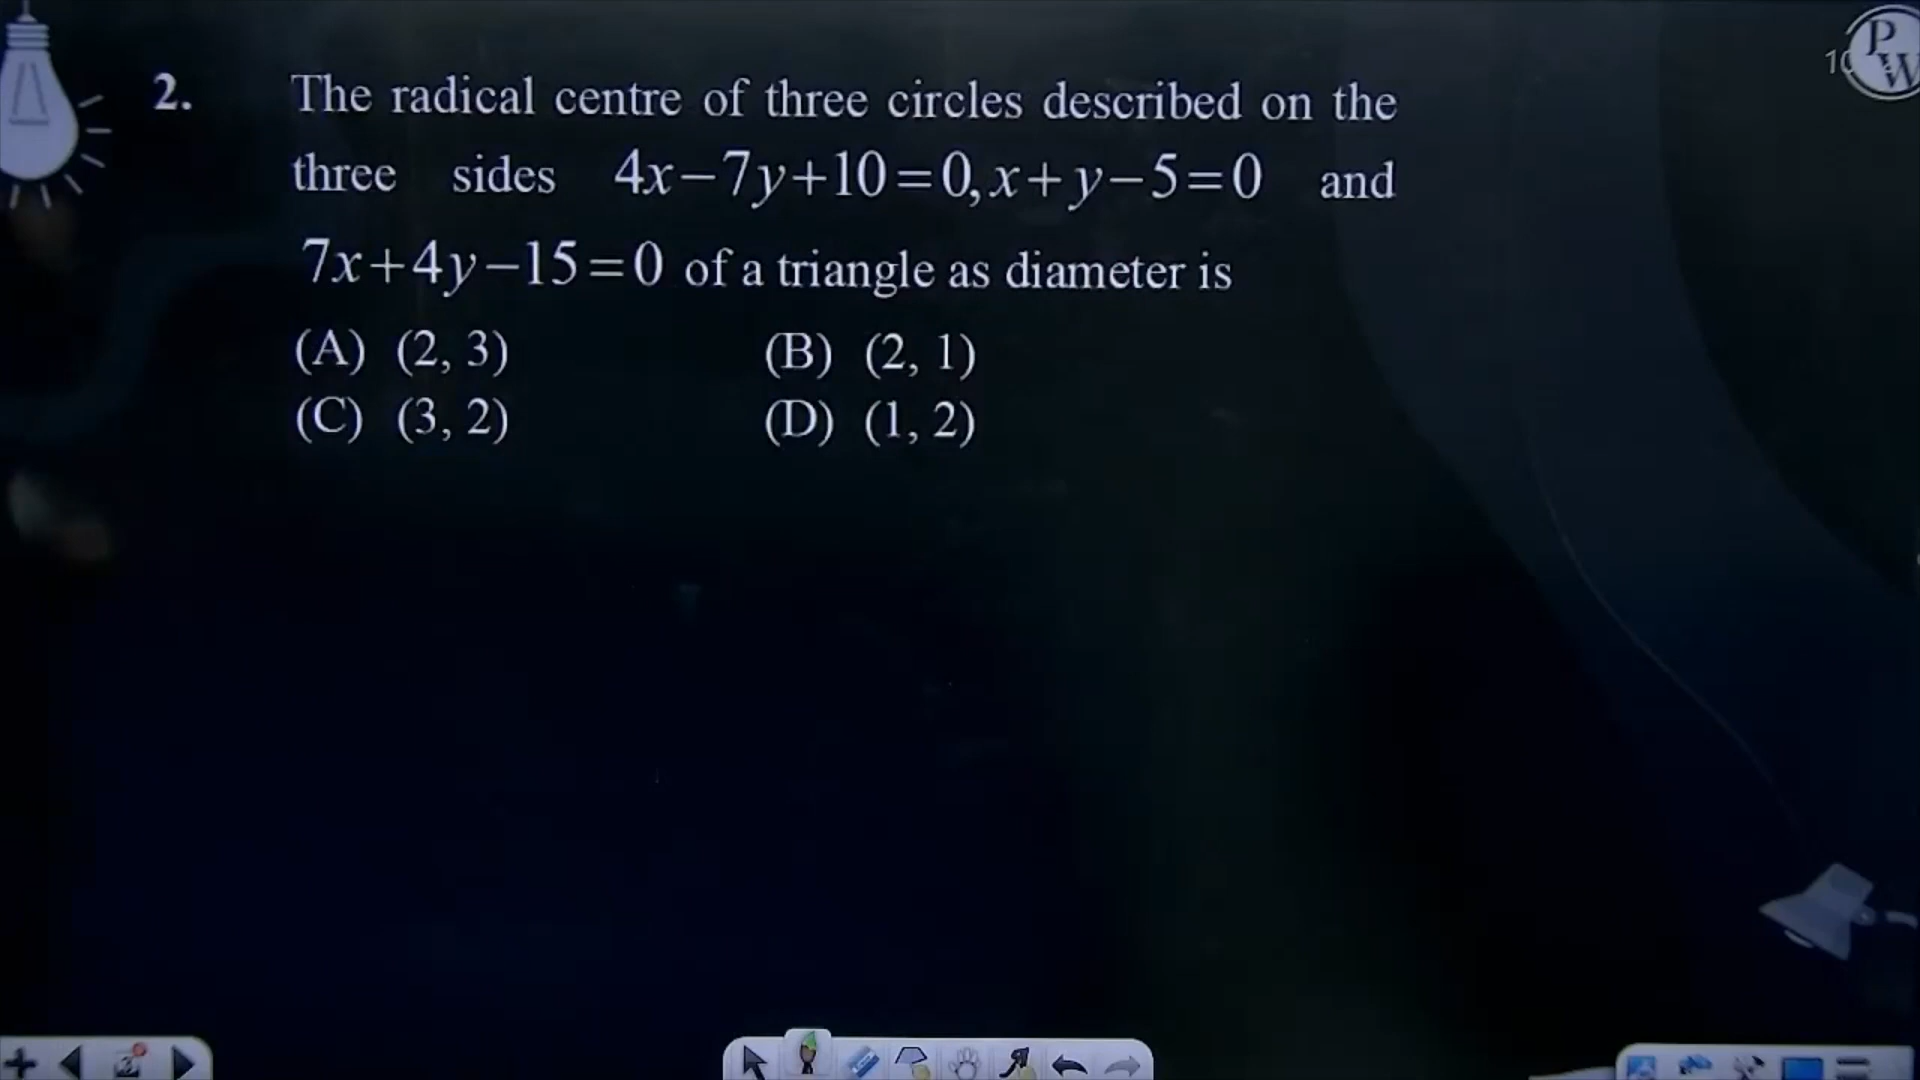 2. The radical centre of three circles described on the
three sides 4x−7y+10=0, x+y−5=0 and
7x+4y−15=0 of a triangle as diameter is
(A) (2, 3) (B) (2, 1)
(C) (3, 2) (D) (1, 2)
PW